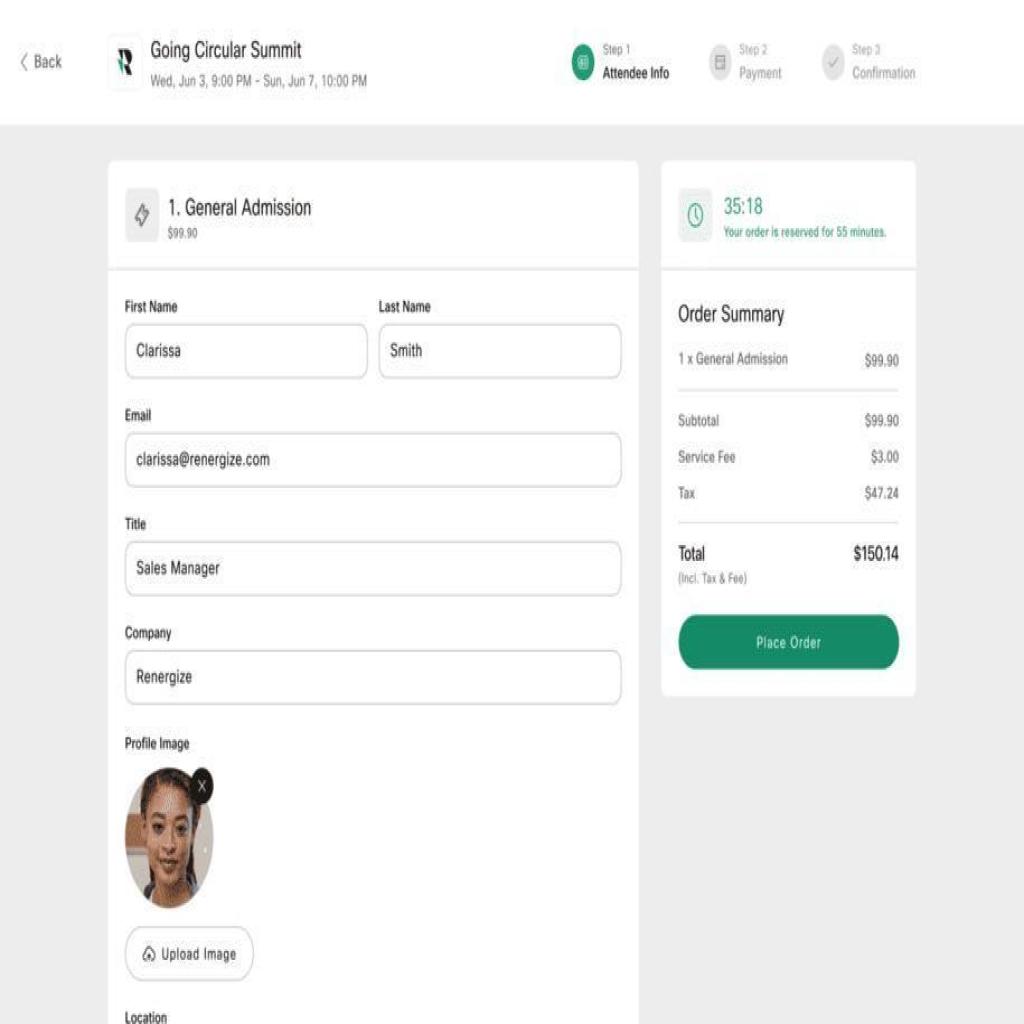 Back
Going Circular Summit
Wed, Jun 3, 9:00 PM - Sun, Jun 7, 10:00 PM
Step 1
Attendee Info
Step 2
Payment
Step 3
Confirmation
1. General Admission
$99.90
First Name
Last Name
Clarissa
Smith
Email
clarissa@renergize.com
Title
Sales Manager
Company
Renergize
Profile Image
X
Upload Image
Location
35:18
Your order is reserved for 55 minutes.
Order Summary
1 x General Admission $99.90
Subtotal $99.90
Service Fee $3.00
Tax $47.24
Total $150.14
(Incl. Tax & Fee)
Place Order